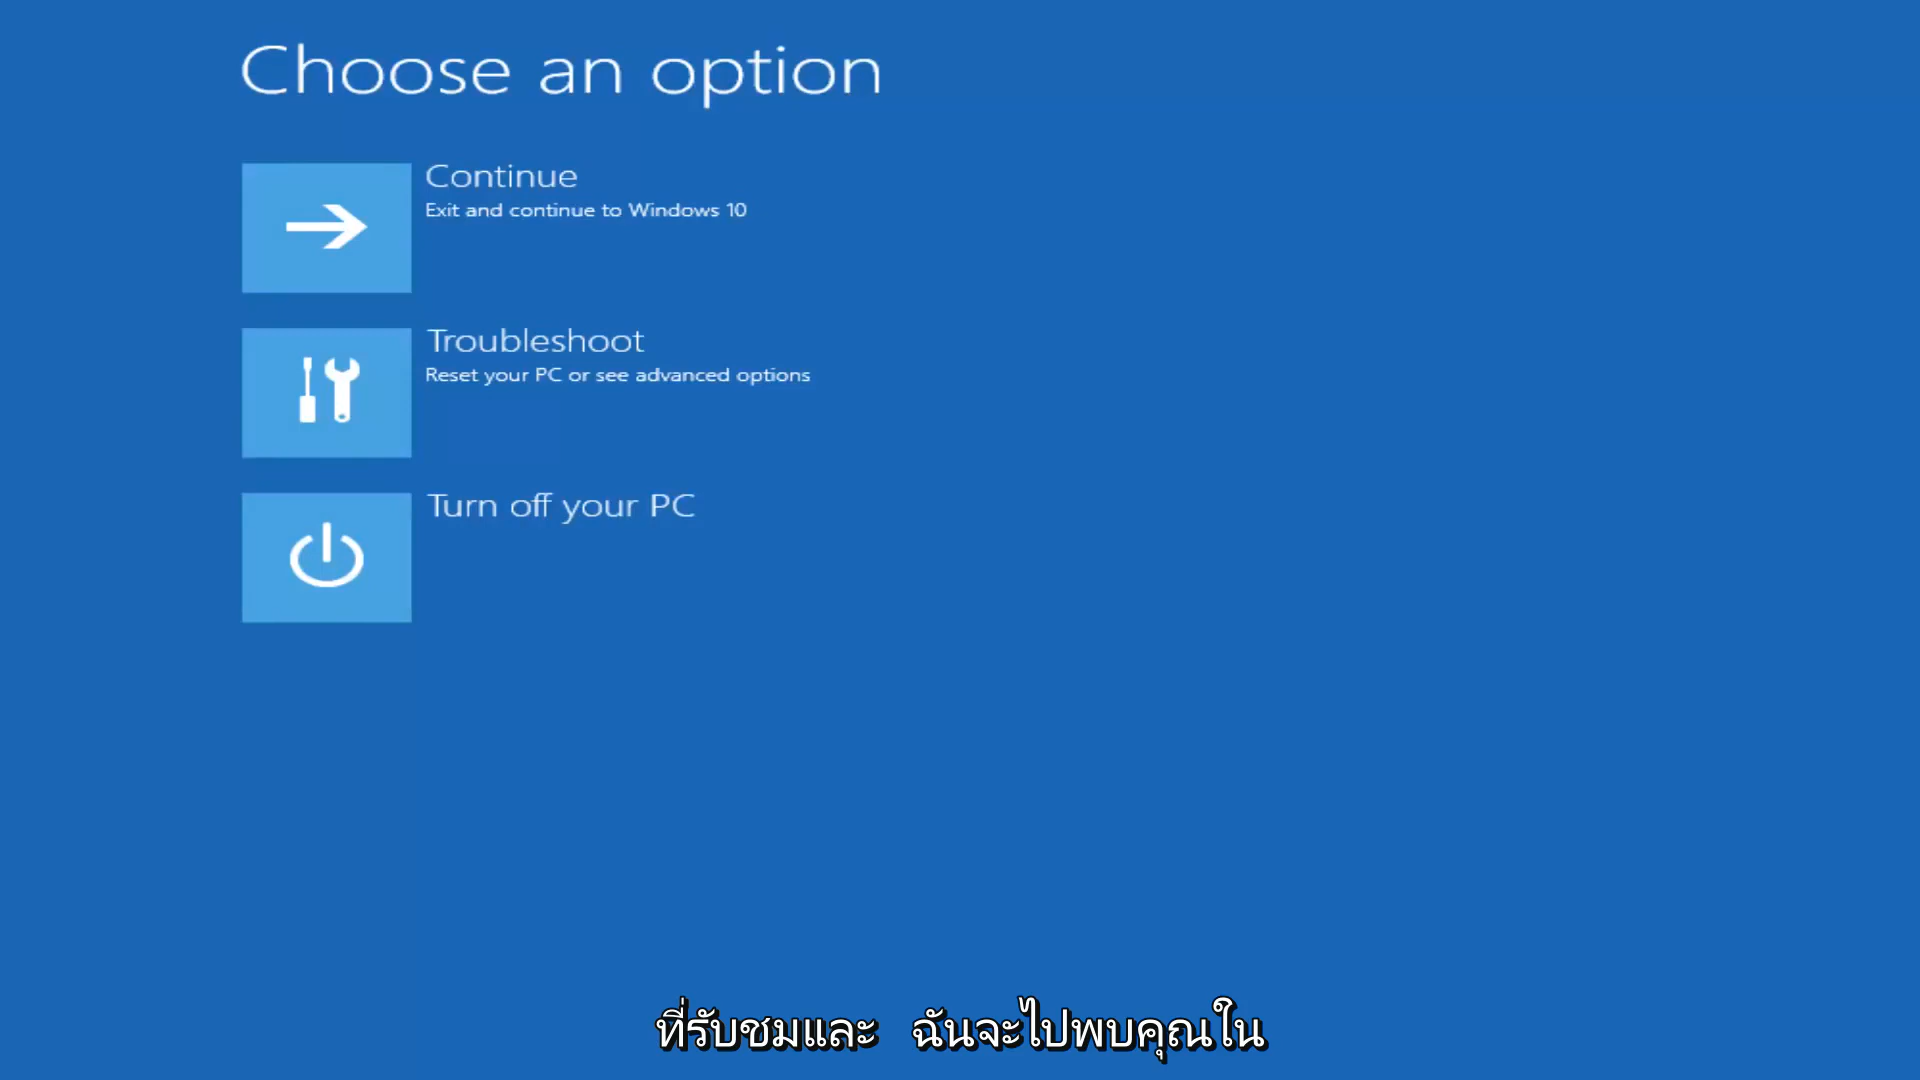 Choose an option
Continue
Exit and continue to Windows 10
Troubleshoot
Reset your PC or see advanced options
Turn off your PC
ที่รับชมและ ฉันจะไปพบคุณใน